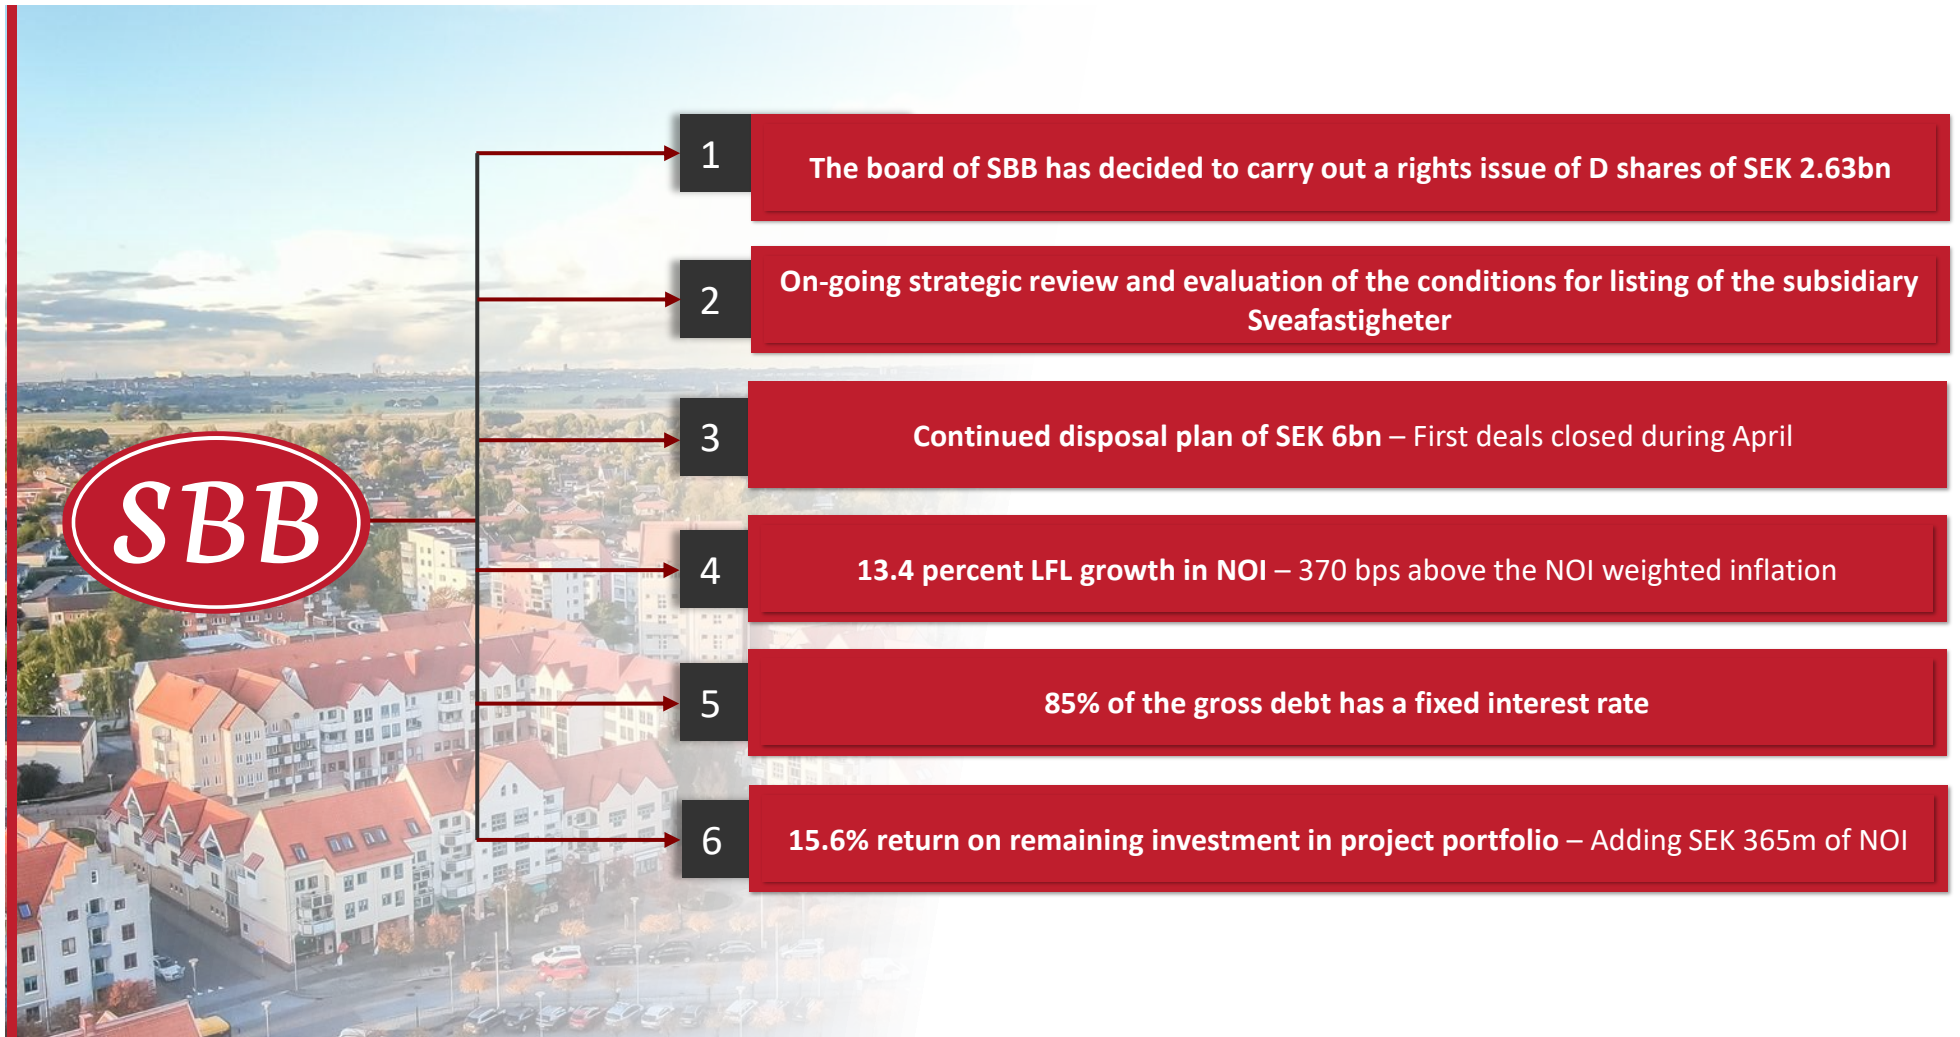 1
The board of SBB has decided to carry out a rights issue of D shares of SEK 2.63bn
2
On-going strategic review and evaluation of the conditions for listing of the subsidiary
Sveafastigheter
3
Continued disposal plan of SEK 6bn – First deals closed during April
SBB
4
13.4 percent LFL growth in NOI – 370 bps above the NOI weighted inflation
5
85% of the gross debt has a fixed interest rate
6
15.6% return on remaining investment in project portfolio – Adding SEK 365m of NOI